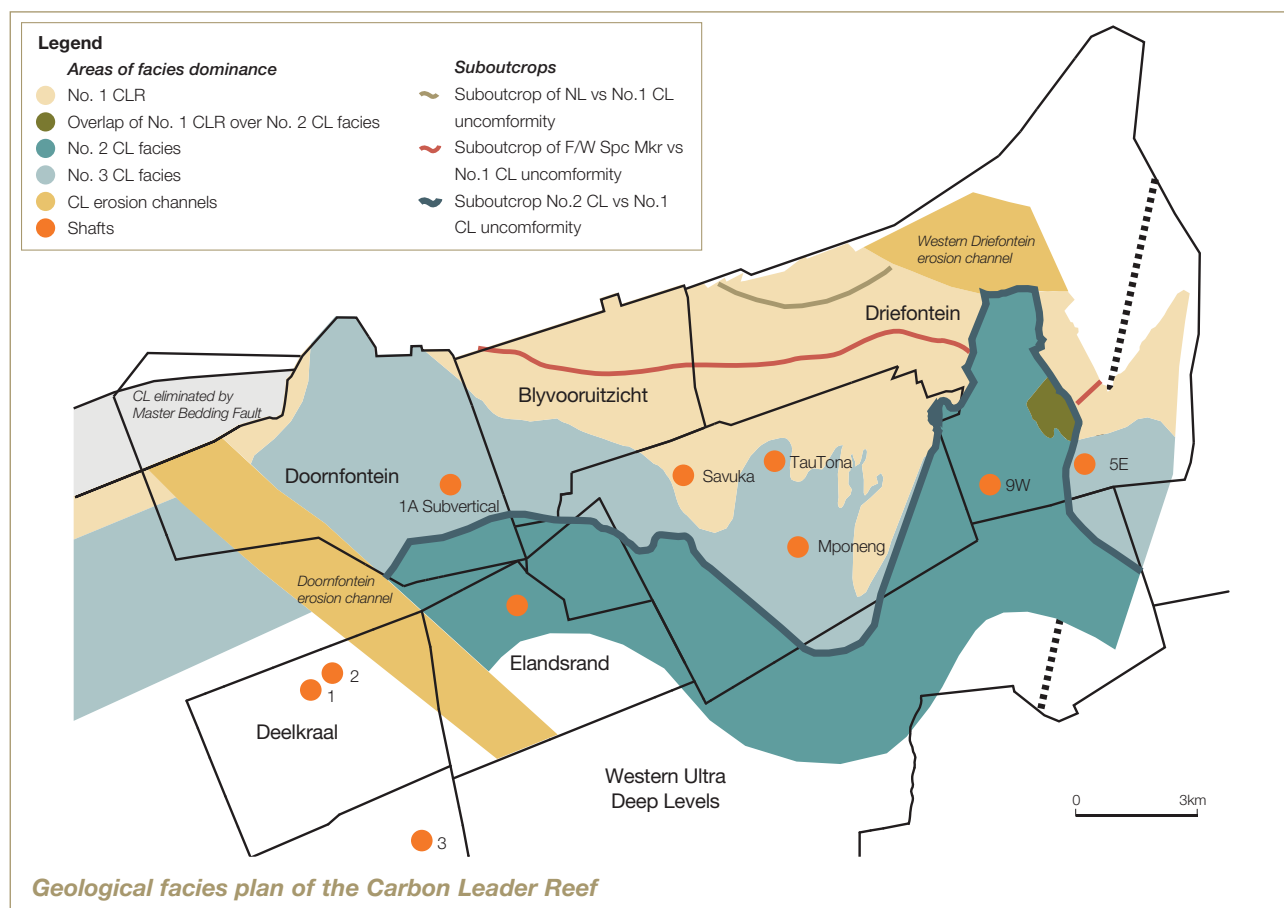 Legend
Areas of facies dominance
No. 1 CLR
Overlap of No. 1 CLR over No. 2 CL facies
No. 2 CL facies
No. 3 CL facies
CL erosion channels
Shafts
Suboutcrops
Suboutcrop of NL vs No.1 CL
uncomformity
Suboutcrop of F/W Spc Mkr vs
No.1 CL uncomformity
Suboutcrop No.2 CL vs No.1
CL uncomformity
Western Driefontein
erosion channel
Driefontein
Blyvooruitzicht
CL eliminated by
Master Bedding Fault
Doornfontein
1A Subvertical
Savuka
TauTona
Mponeng
9W
5E
Doornfontein
erosion channel
Elandsrand
2
1
Deelkraal
3
Western Ultra
Deep Levels
0 3km
Geological facies plan of the Carbon Leader Reef